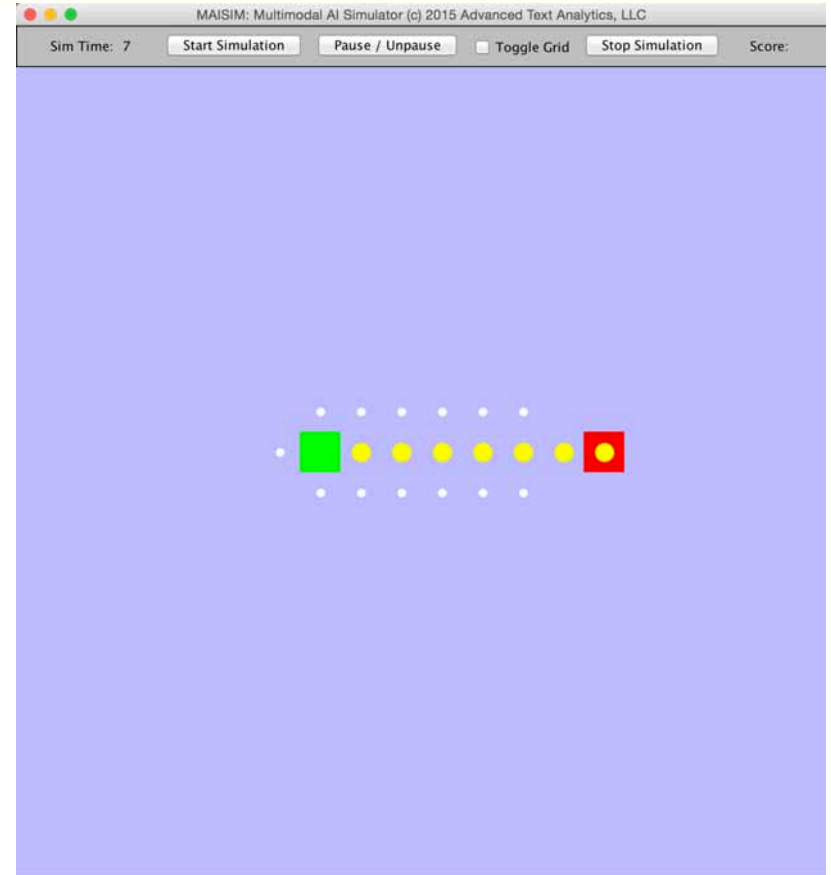 MAISIM: Multimodal AI Simulator (c) 2015 Advanced Text Analytics, LLC
Sim Time: 7 Start Simulation Pause / Unpause Toggle Grid Stop Simulation Score: